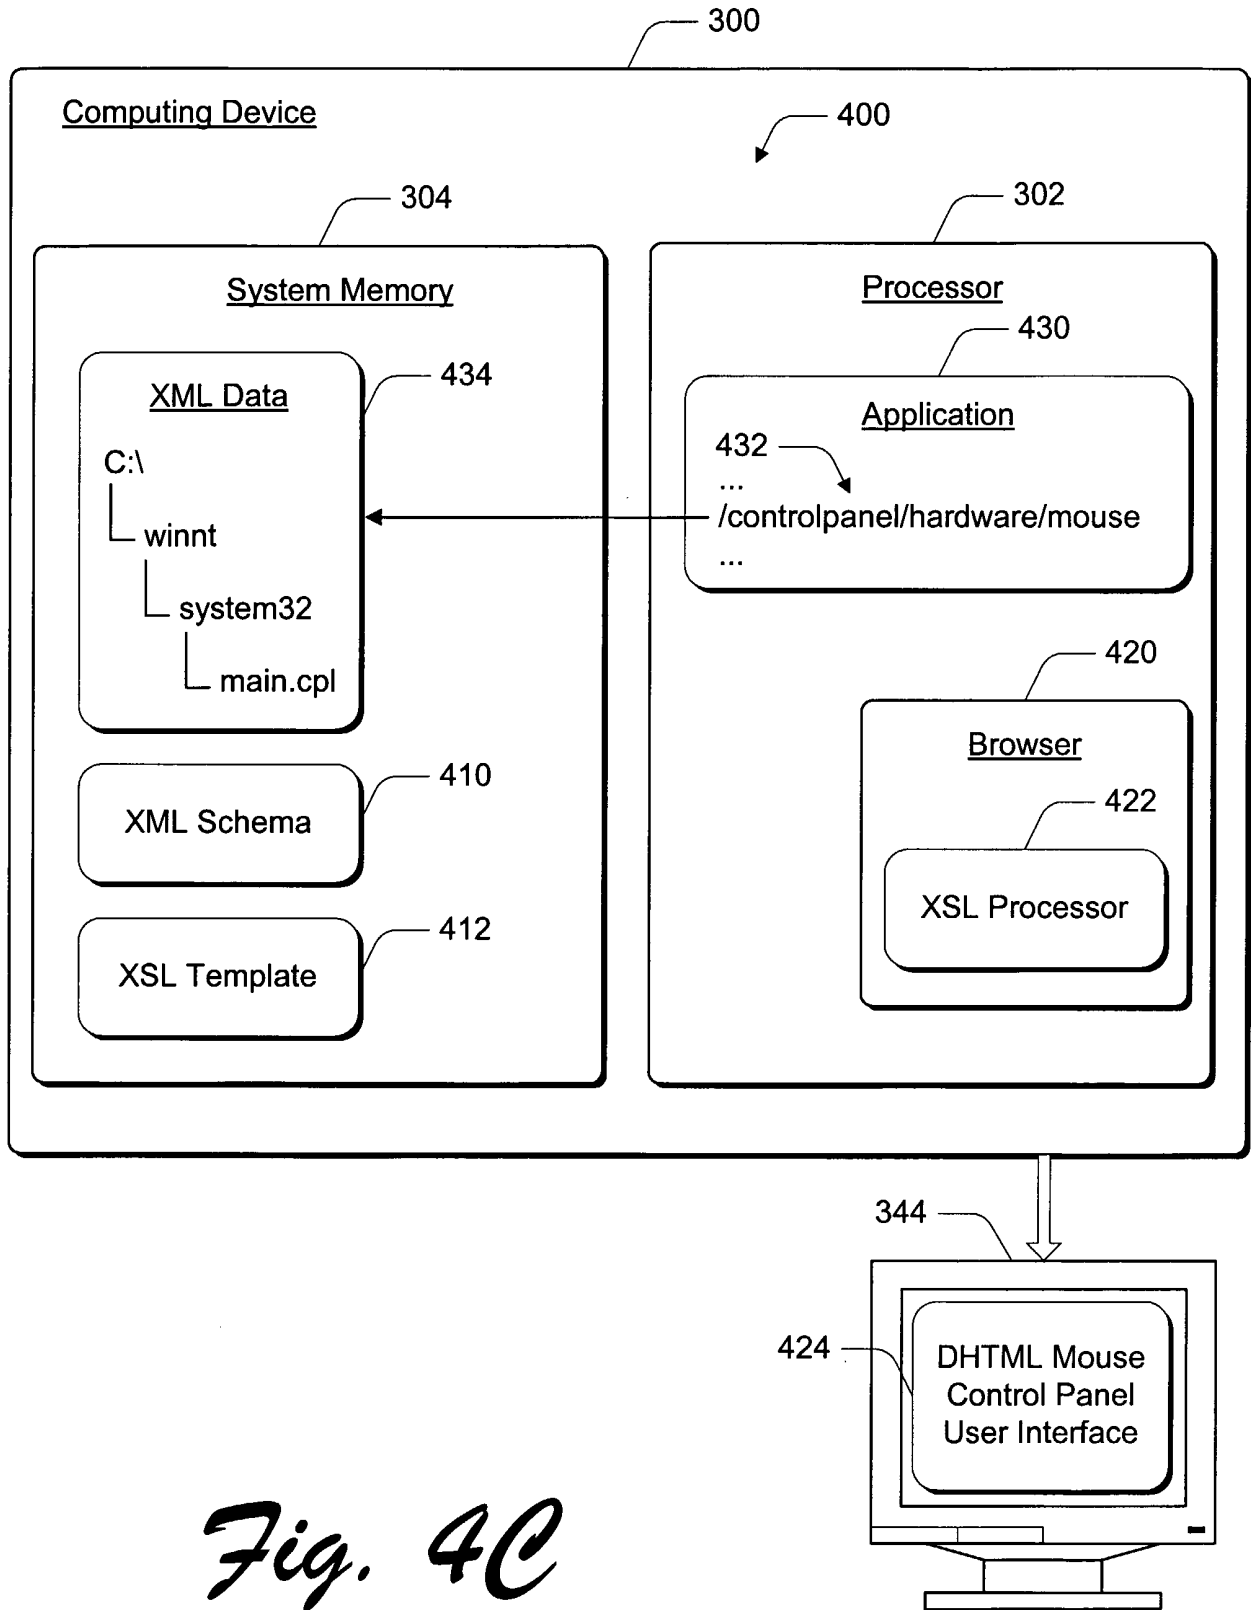 300
Computing Device
400
304
302
System Memory
Processor
430
434
XML Data
Application
432
C:\
...
/controlpanel/hardware/mouse
winnt
...
system32
420
main.cpl
Browser
410
422
XML Schema
XSL Processor
412
XSL Template
344
424
DHTML Mouse
Control Panel
User Interface
Fig. 4C